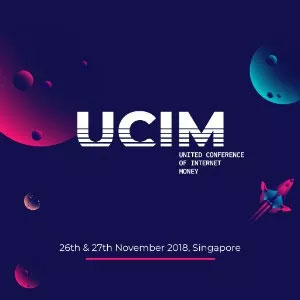 UCIM
UNITED CONFERENCE
OF INTERNET
MONEY
26th & 27th November 2018, Singapore